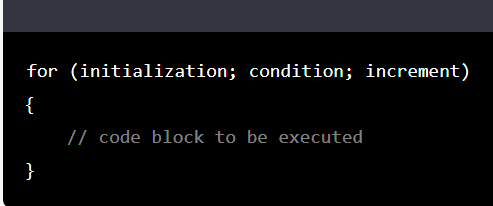 for (initialization; condition; increment)
{
    // code block to be executed
}